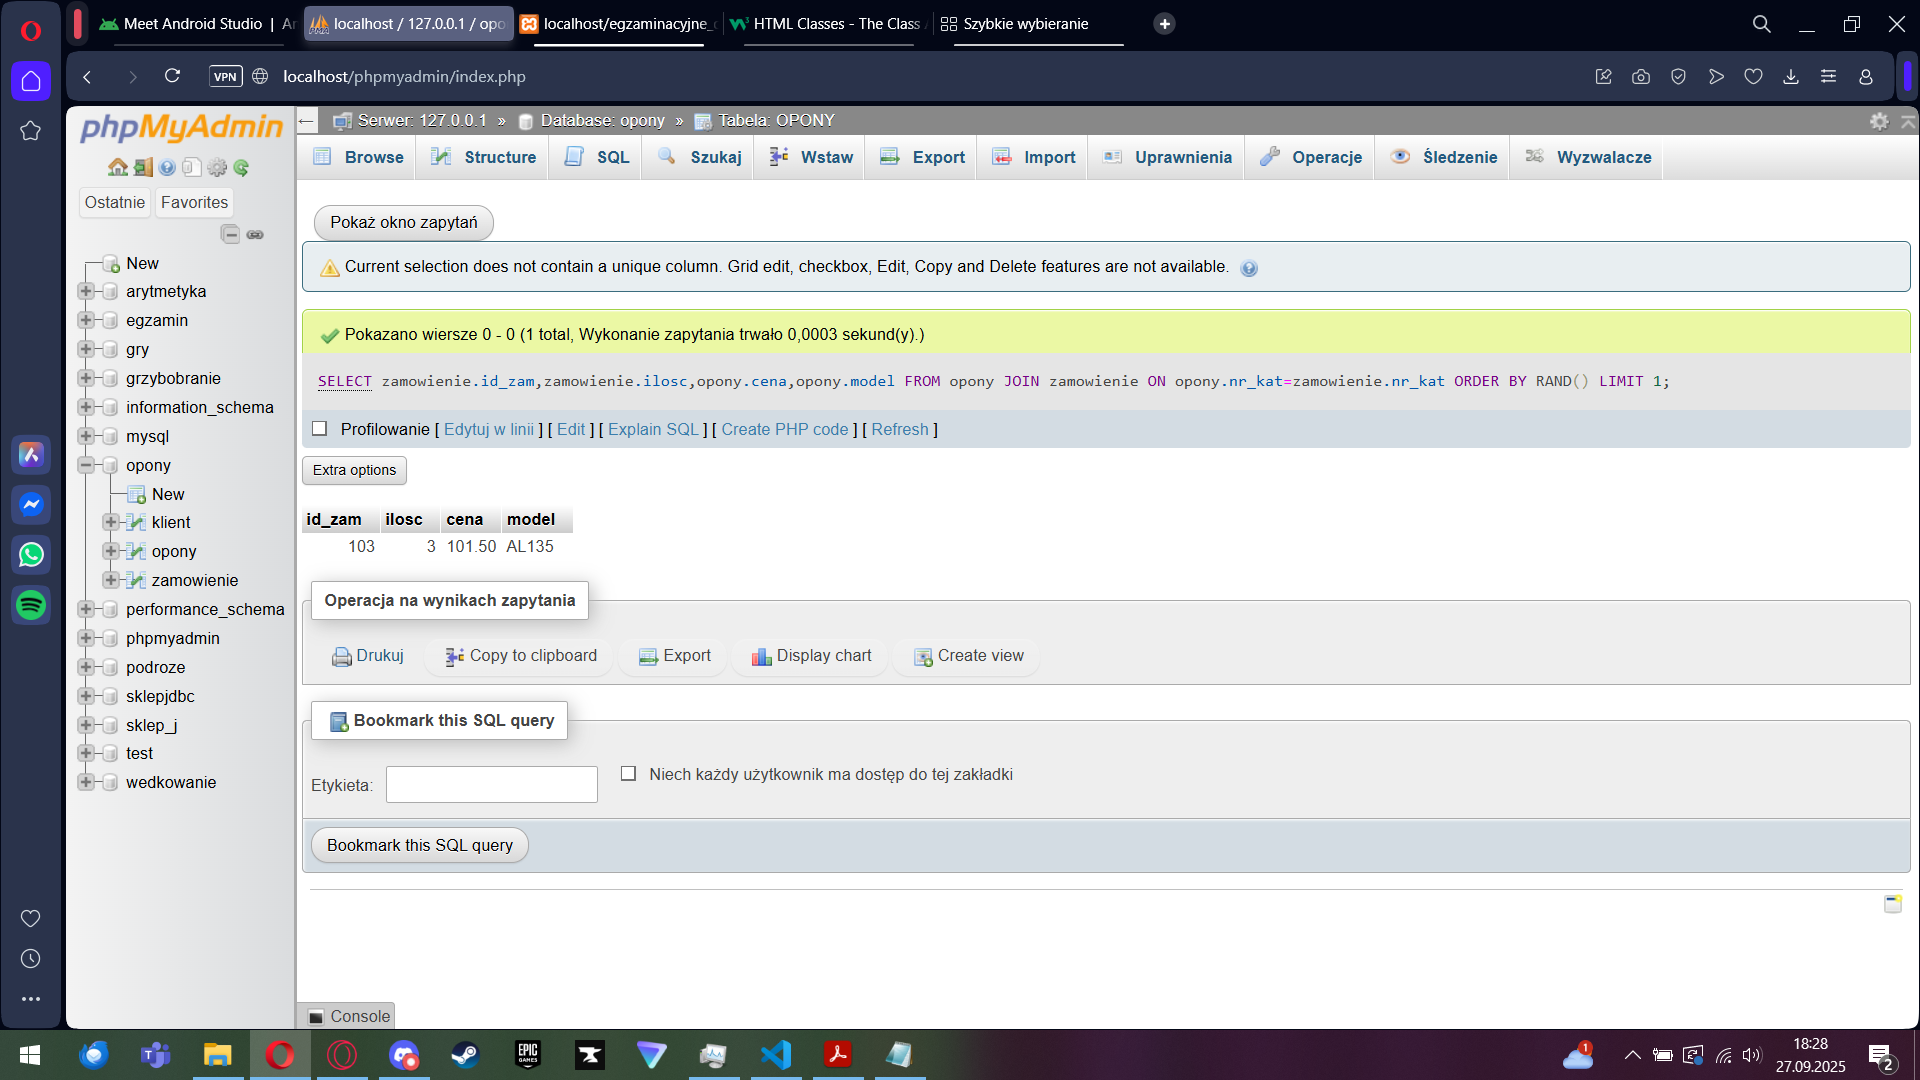 Meet Android Studio | A
localhost / 127.0.0.1 / opo
localhost/egzaminacyjne_
HTML Classes - The Class
Szybkie wybieranie
VPN
localhost/phpmyadmin/index.php
phpMyAdmin
Ostatnie
Favorites
New
arytmetyka
egzamin
gry
grzybobranie
information_schema
mysql
opony
New
klient
opony
zamowienie
performance_schema
phpmyadmin
podroze
sklepjdbc
sklep_j
test
wedkowanie
Serwer: 127.0.0.1 » Database: opony » Tabela: OPONY
Browse
Structure
SQL
Szukaj
Wstaw
Export
Import
Uprawnienia
Operacje
Śledzenie
Wyzwalacze
Pokaż okno zapytań
Current selection does not contain a unique column. Grid edit, checkbox, Edit, Copy and Delete features are not available.
Pokazano wiersze 0 - 0 (1 total, Wykonanie zapytania trwało 0,0003 sekund(y).)
SELECT zamowienie.id_zam,zamowienie.ilosc,opony.cena,opony.model FROM opony JOIN zamowienie ON opony.nr_kat=zamowienie.nr_kat ORDER BY RAND() LIMIT 1;
Profilowanie [ Edytuj w linii ] [ Edit ] [ Explain SQL ] [ Create PHP code ] [ Refresh ]
Extra options
id_zam ilosc cena model
103 3 101.50 AL135
Operacja na wynikach zapytania
Drukuj
Copy to clipboard
Export
Display chart
Create view
Bookmark this SQL query
Etykieta:
Niech każdy użytkownik ma dostęp do tej zakładki
Bookmark this SQL query
Console
EPIC GAMES
1
18:28
27.09.2025
2